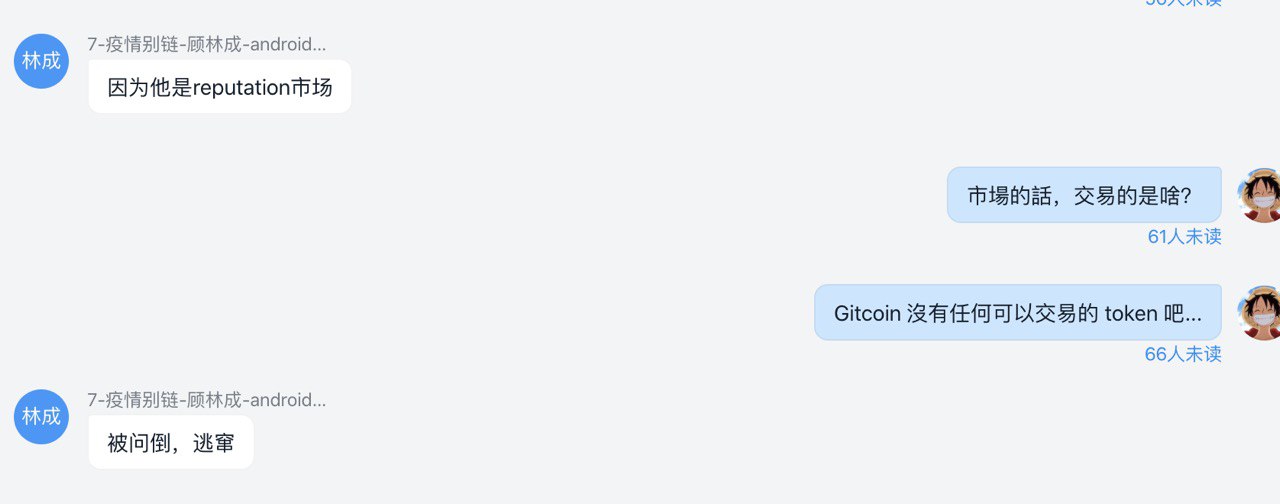 56人未读
林成
7-疫情别链-顾林成-android...
因为他是reputation市场
市場的話，交易的是啥？
61人未读
Gitcoin 沒有任何可以交易的 token 吧...
66人未读
林成
7-疫情别链-顾林成-android...
被问倒，逃窜